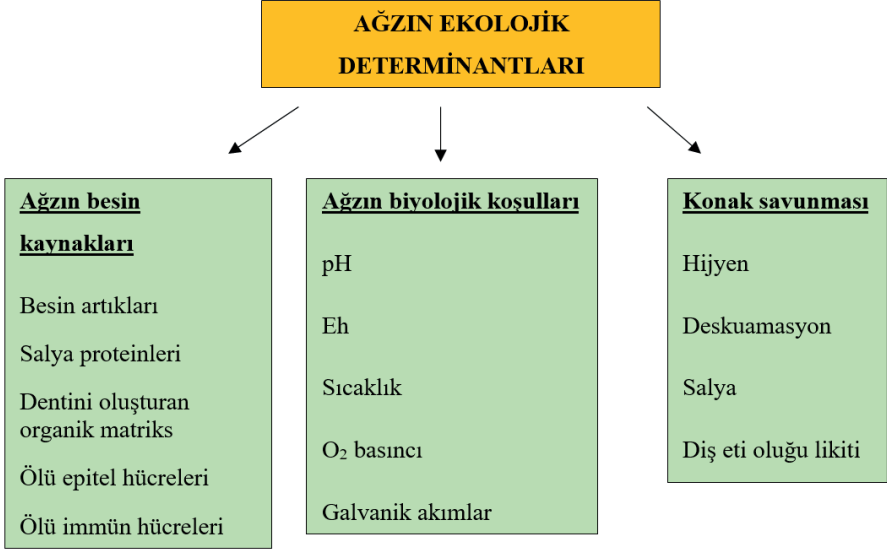 AĞZIN EKOLOJİK
DETERMİNANTLARI
Ağzın besin
kaynakları
Besin artıkları
Salya proteinleri
Dentini oluşturan
organik matriks
Ölü epitel hücreleri
Ölü immün hücreleri
Ağzın biyolojik koşulları
pH
Eh
Sıcaklık
O₂ basıncı
Galvanik akımlar
Konak savunması
Hijyen
Deskuamasyon
Salya
Diş eti oluğu likiti